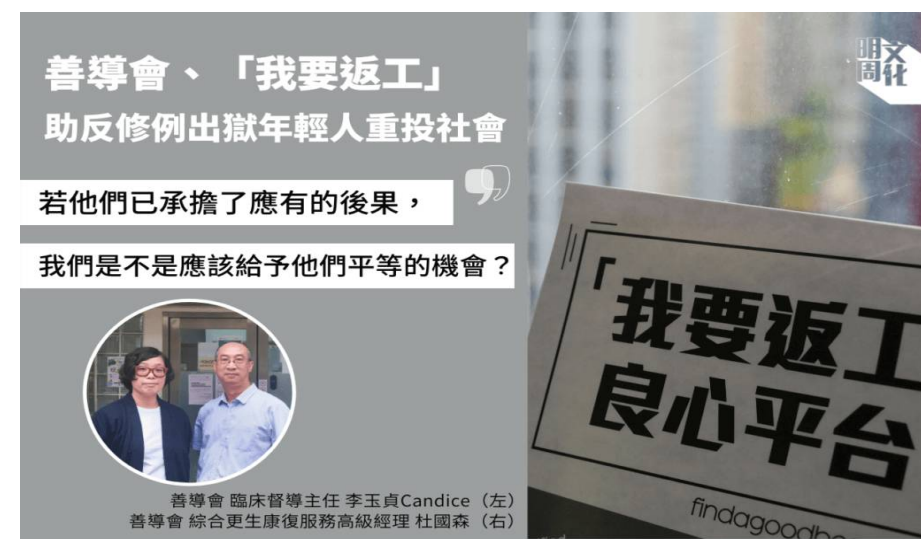 善導會、「我要返工」
助反修例出獄年輕人重投社會
若他們已承擔了應有的後果，
我們是不是應該給予他們平等的機會？
善導會 臨床督導主任 李玉貞Candice（左）
善導會 綜合更生康復服務高級經理 杜國森（右）
明周文化
「我要返工
良心平台